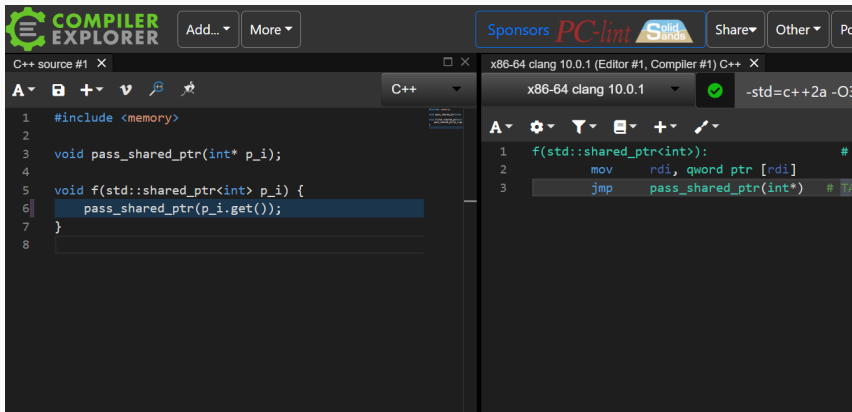 COMPILER
EXPLORER
Add...
More
Sponsors PC-lint Solid Sands
Share
Other
C++ source #1
A
C++
1 #include <memory>
2
3 void pass_shared_ptr(int* p_i);
4
5 void f(std::shared_ptr<int> p_i) {
6 pass_shared_ptr(p_i.get());
7 }
8
x86-64 clang 10.0.1 (Editor #1, Compiler #1) C++
x86-64 clang 10.0.1
-std=c++2a -O3
A
1 f(std::shared_ptr<int>): #
2 mov rdi, qword ptr [rdi]
3 jmp pass_shared_ptr(int*) #